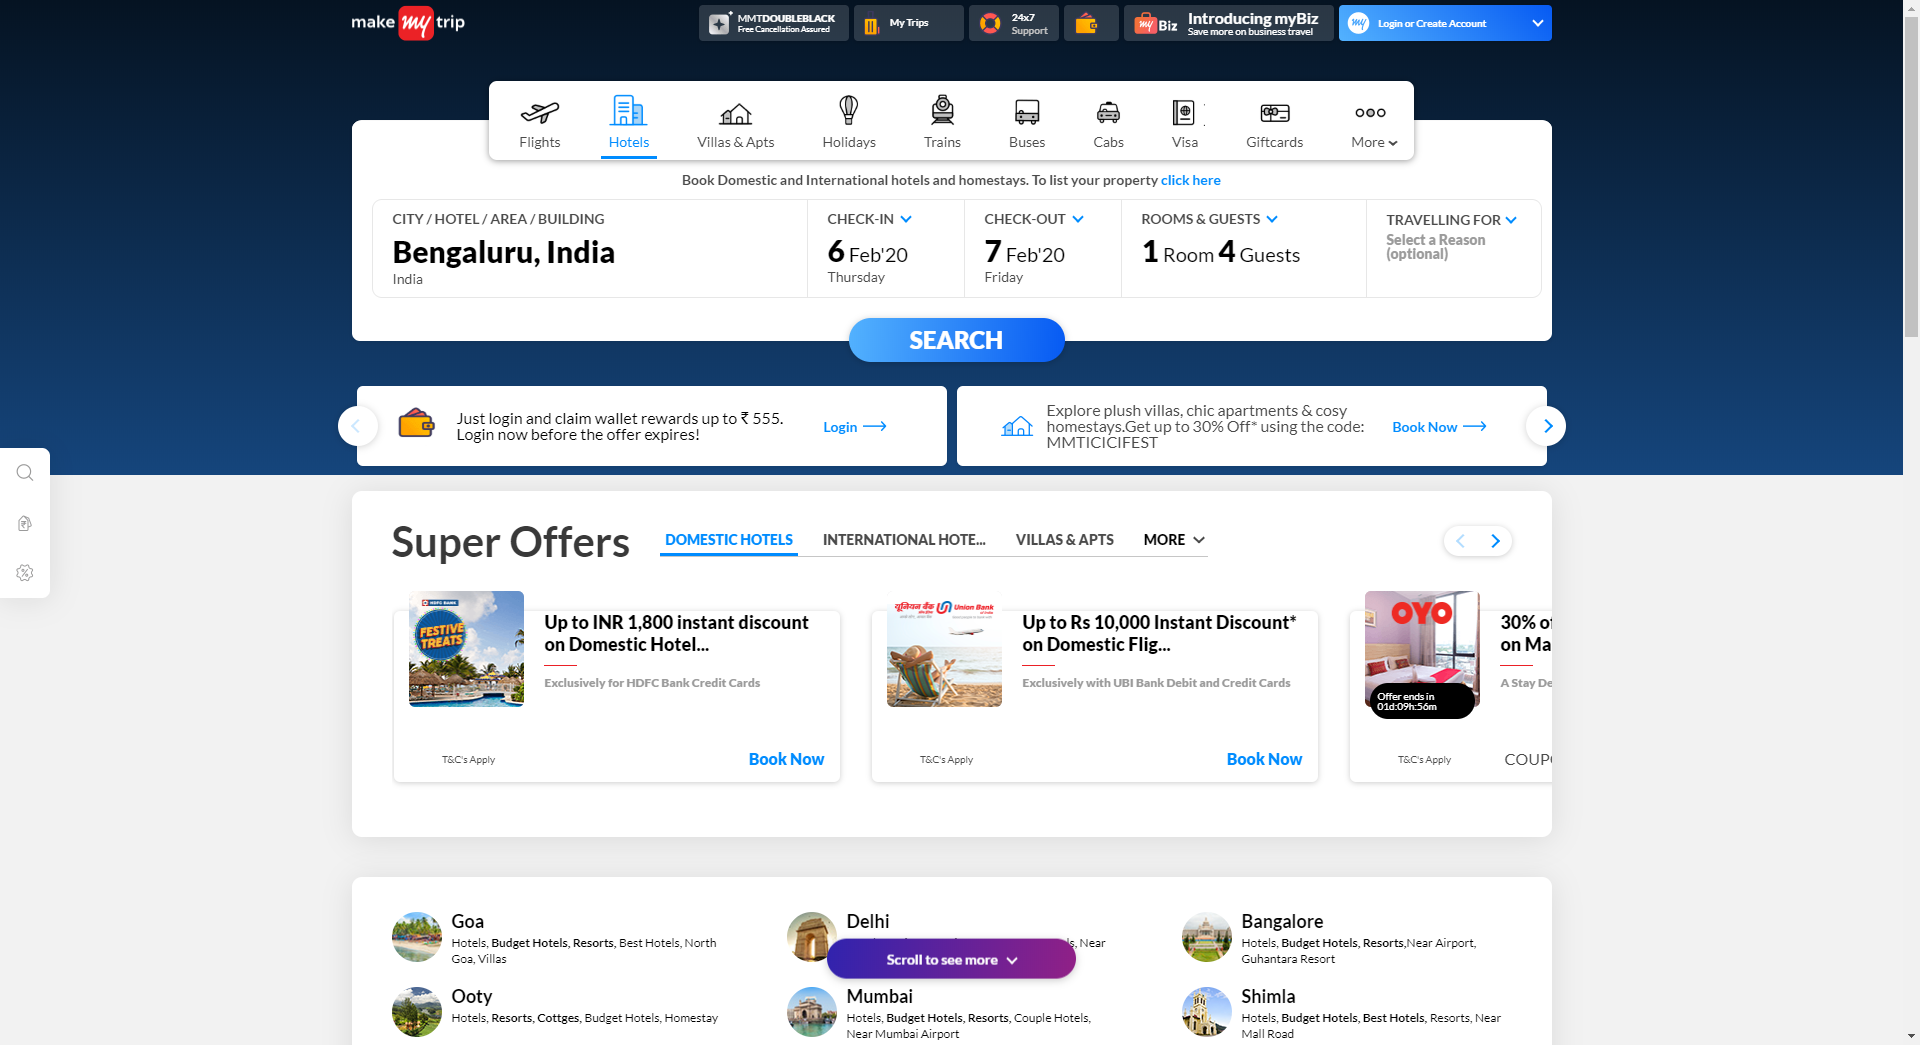 make my trip
MMTDOUBLEBLACK
Free Cancellation Assured
My Trips
24x7
Support
my Biz
Introducing myBiz
Save more on business travel
my
Login or Create Account
Flights
Hotels
Villas & Apts
Holidays
Trains
Buses
Cabs
Visa
Giftcards
More
Book Domestic and International hotels and homestays. To list your property click here
CITY / HOTEL / AREA / BUILDING
Bengaluru, India
India
CHECK-IN
6 Feb'20
Thursday
CHECK-OUT
7 Feb'20
Friday
ROOMS & GUESTS
1 Room 4 Guests
TRAVELLING FOR
Select a Reason
(optional)
SEARCH
Just login and claim wallet rewards up to ₹ 555.
Login now before the offer expires!
Login
Explore plush villas, chic apartments & cosy
homestays.Get up to 30% Off* using the code:
MMTICICIFEST
Book Now
Super Offers
DOMESTIC HOTELS
INTERNATIONAL HOTE...
VILLAS & APTS
MORE
HDFC BANK
FESTIVE
TREATS
Up to INR 1,800 instant discount
on Domestic Hotel...
Exclusively for HDFC Bank Credit Cards
T&C's Apply
Book Now
यूनियन बैंक
Union Bank
Up to Rs 10,000 Instant Discount*
on Domestic Flig...
Exclusively with UBI Bank Debit and Credit Cards
T&C's Apply
Book Now
OYO
Offer ends in
01d:09h:56m
30% o
on Ma
A Stay De
T&C's Apply
COUP
Goa
Hotels, Budget Hotels, Resorts, Best Hotels, North
Goa, Villas
Delhi
s, Near
Bangalore
Hotels, Budget Hotels, Resorts,Near Airport,
Guhantara Resort
Scroll to see more
Ooty
Hotels, Resorts, Cottges, Budget Hotels, Homestay
Mumbai
Hotels, Budget Hotels, Resorts, Couple Hotels,
Near Mumbai Airport
Shimla
Hotels, Budget Hotels, Best Hotels, Resorts, Near
Mall Road